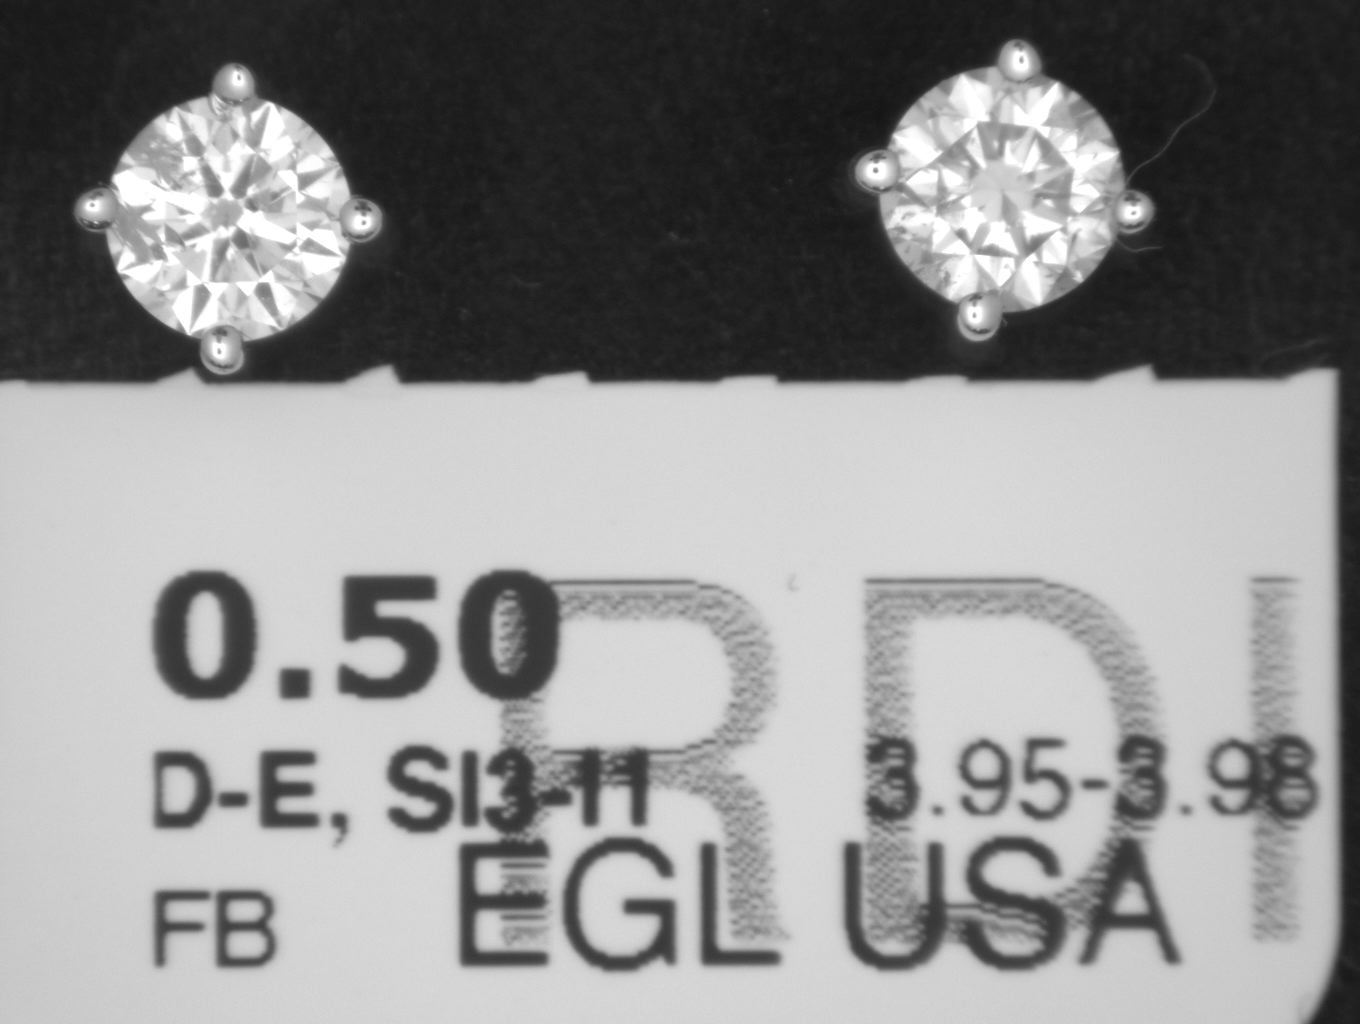 0.50
RDI
D-E, SI3-I1 3.95-3.98
FB EGL USA